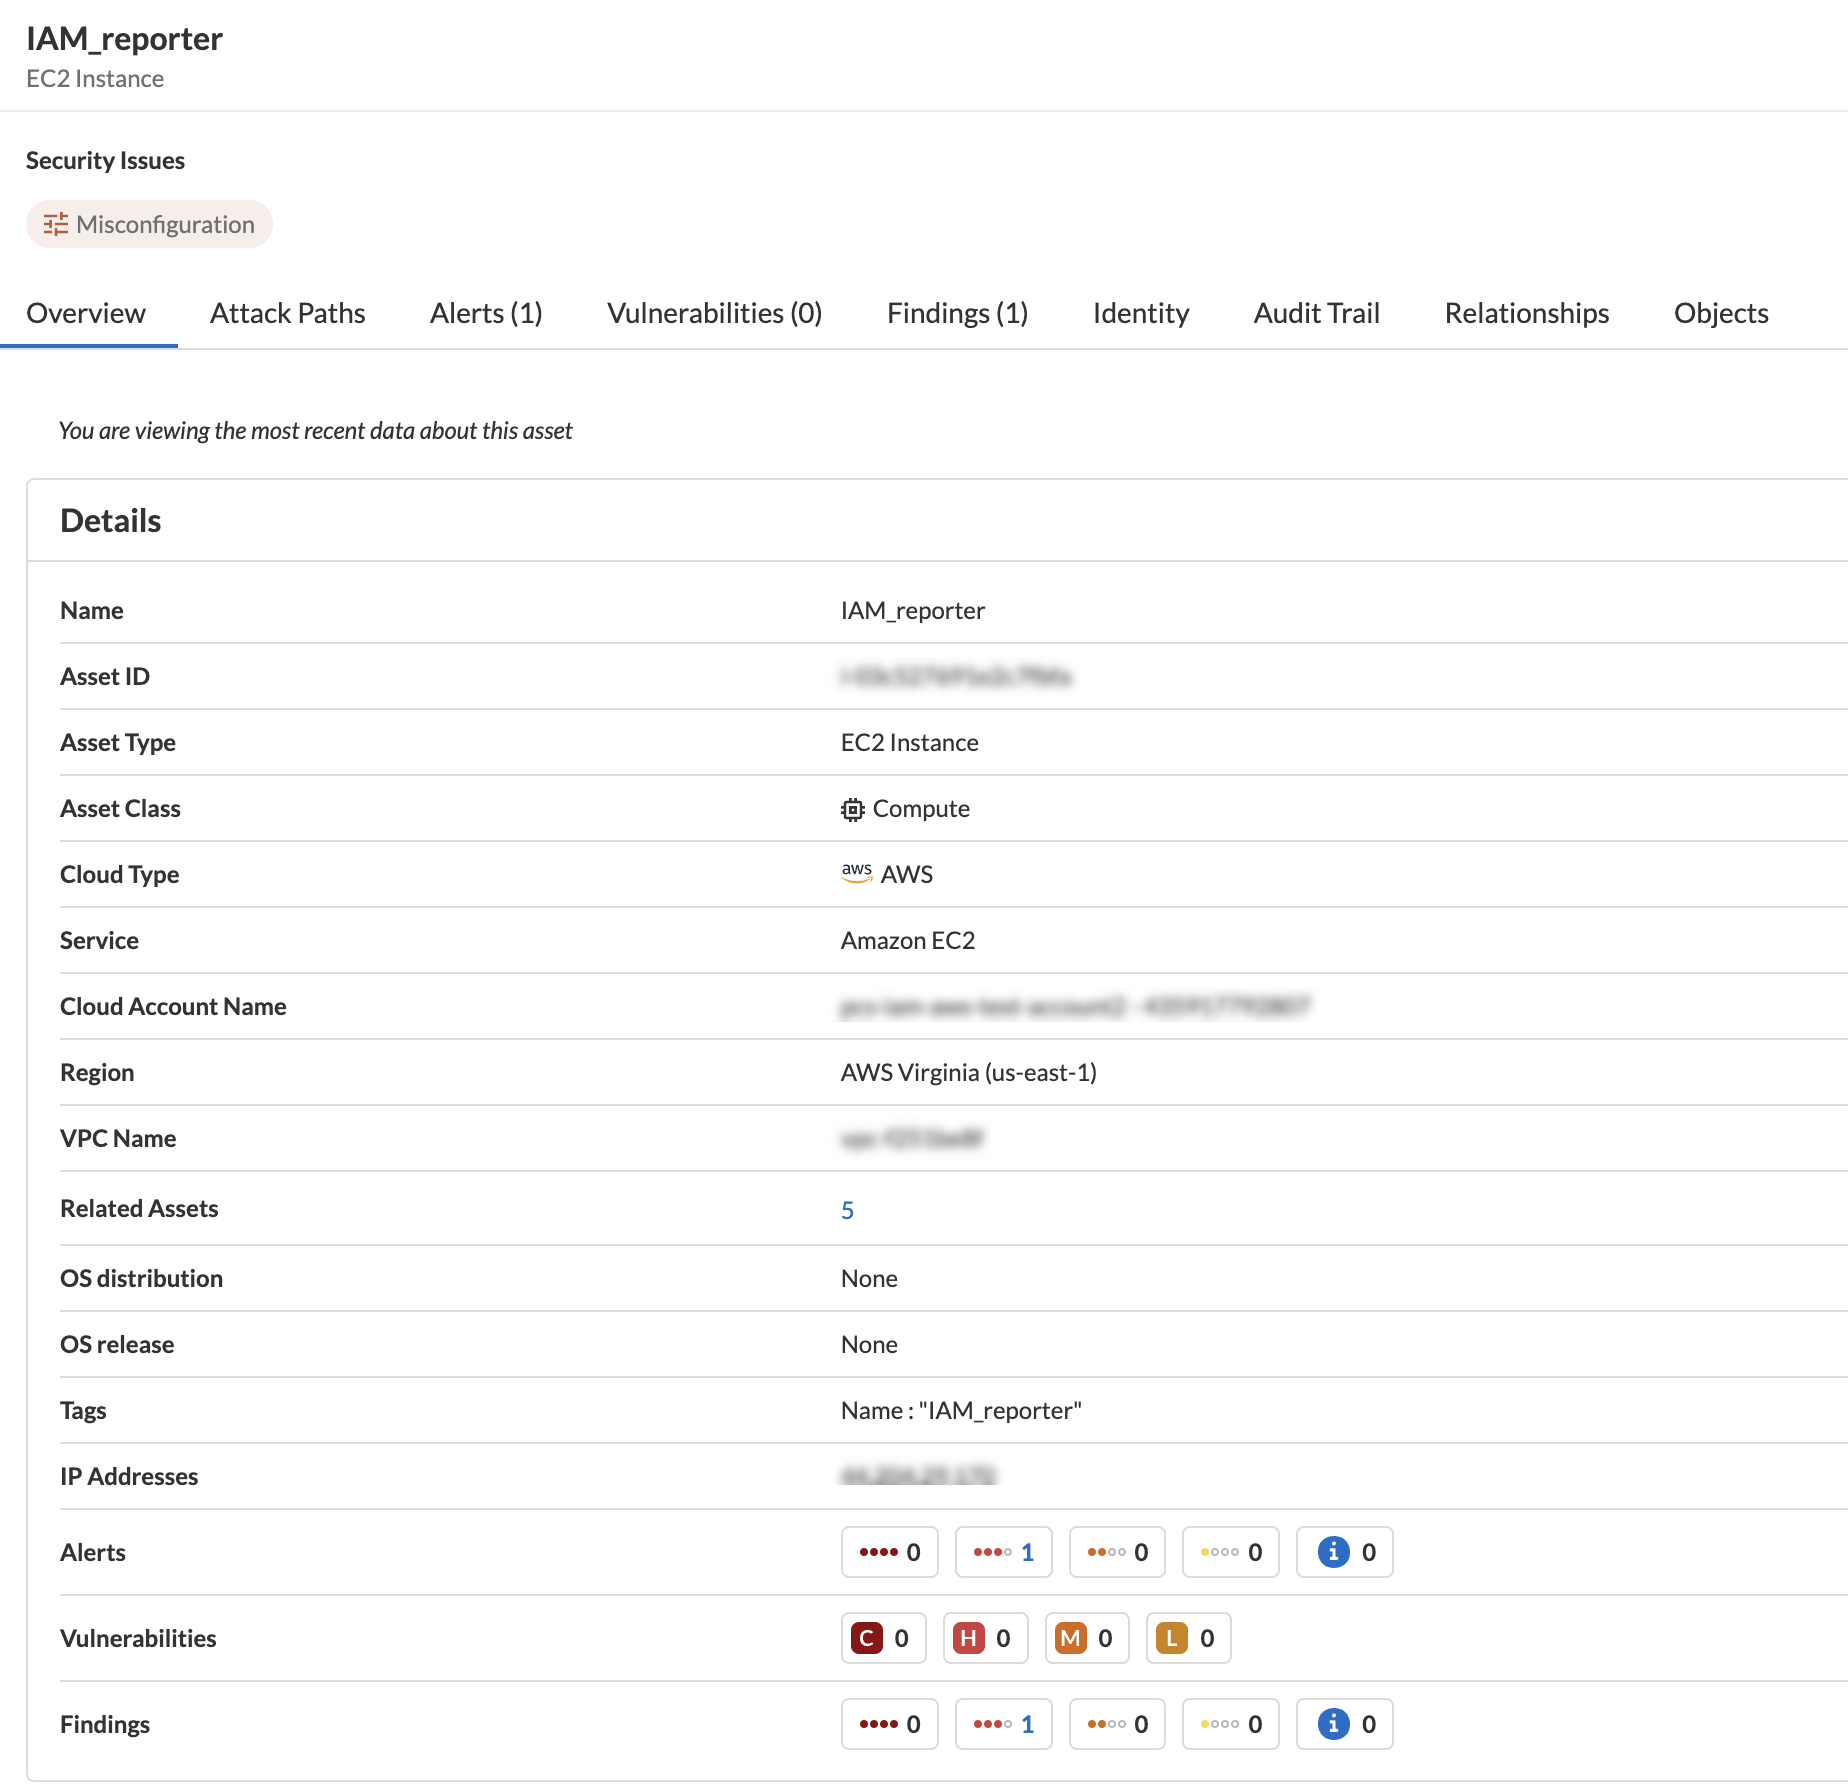 IAM_reporter
EC2 Instance
Security Issues
Misconfiguration
Overview Attack Paths Alerts (1) Vulnerabilities (0) Findings (1) Identity Audit Trail Relationships Objects
You are viewing the most recent data about this asset
Details
Name IAM_reporter
Asset ID
Asset Type EC2 Instance
Asset Class Compute
Cloud Type aws AWS
Service Amazon EC2
Cloud Account Name
Region AWS Virginia (us-east-1)
VPC Name
Related Assets 5
OS distribution None
OS release None
Tags Name : "IAM_reporter"
IP Addresses
Alerts 0 1 0 0 i 0
Vulnerabilities C 0 H 0 M 0 L 0
Findings 0 1 0 0 i 0